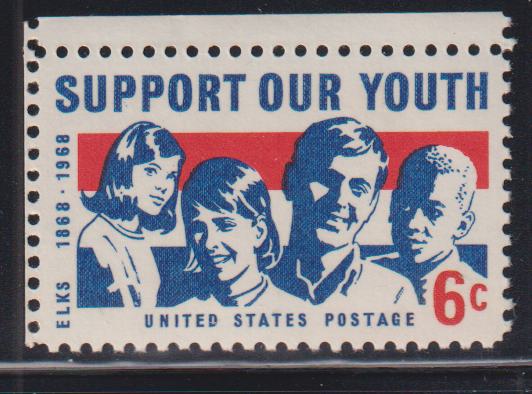 SUPPORT OUR YOUTH
ELKS 1868 · 1968
6c
UNITED STATES POSTAGE